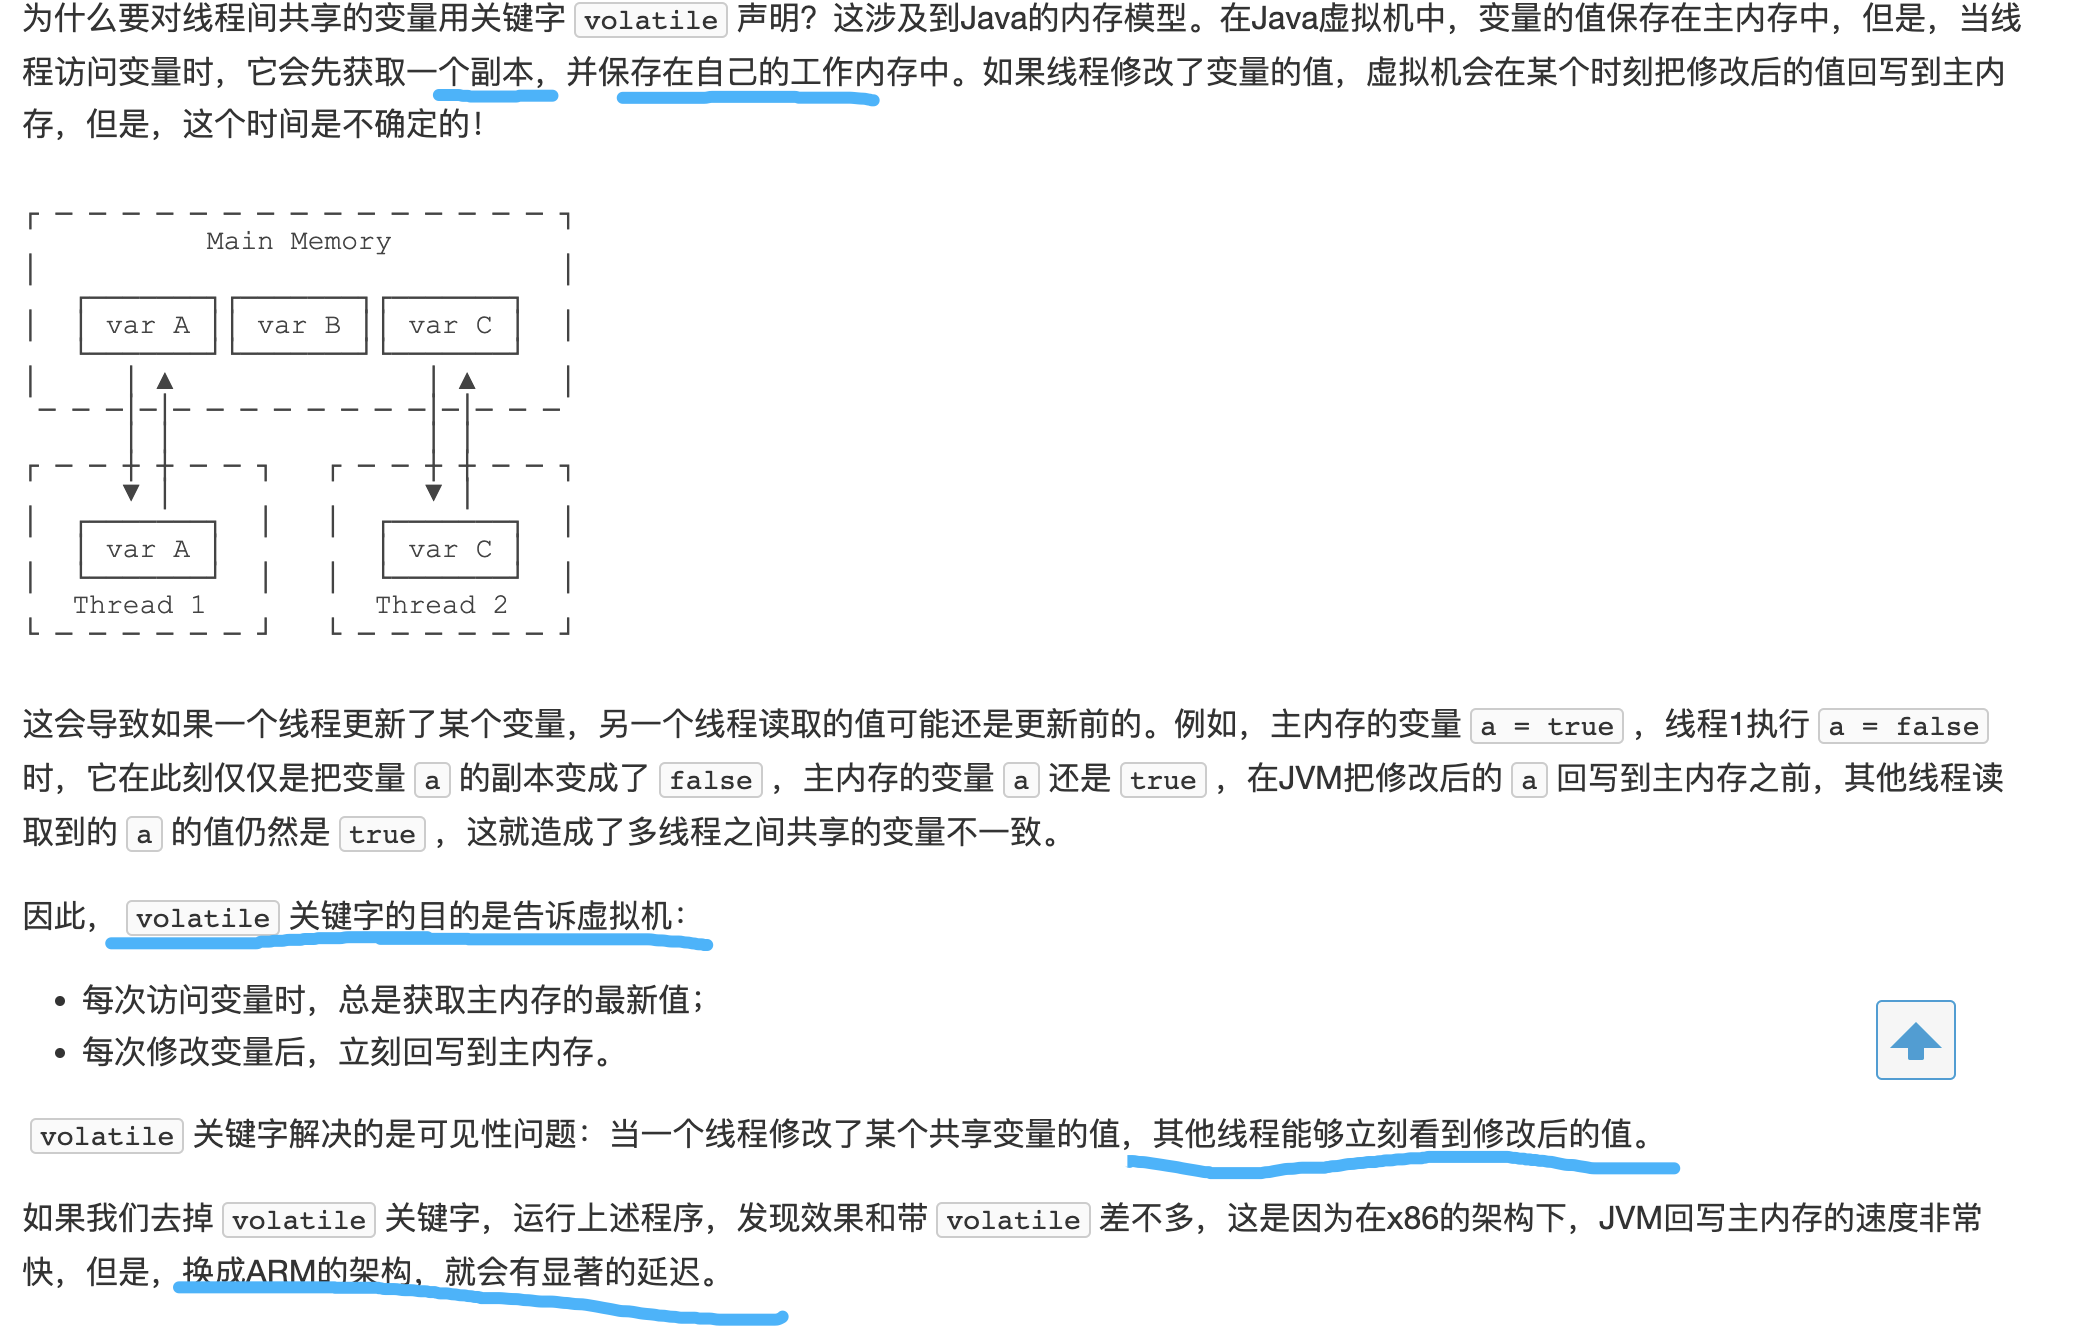 为什么要对线程间共享的变量用关键字 volatile 声明？这涉及到Java的内存模型。在Java虚拟机中，变量的值保存在主内存中，但是，当线
程访问变量时，它会先获取一个副本，并保存在自己的工作内存中。如果线程修改了变量的值，虚拟机会在某个时刻把修改后的值回写到主内
存，但是，这个时间是不确定的！
Main Memory
var A var B var C
var A var C
Thread 1 Thread 2
这会导致如果一个线程更新了某个变量，另一个线程读取的值可能还是更新前的。例如，主内存的变量 a = true ，线程1执行 a = false
时，它在此刻仅仅是把变量 a 的副本变成了 false ，主内存的变量 a 还是 true ，在JVM把修改后的 a 回写到主内存之前，其他线程读
取到的 a 的值仍然是 true ，这就造成了多线程之间共享的变量不一致。
因此， volatile 关键字的目的是告诉虚拟机：
• 每次访问变量时，总是获取主内存的最新值；
• 每次修改变量后，立刻回写到主内存。
volatile 关键字解决的是可见性问题：当一个线程修改了某个共享变量的值，其他线程能够立刻看到修改后的值。
如果我们去掉 volatile 关键字，运行上述程序，发现效果和带 volatile 差不多，这是因为在x86的架构下，JVM回写主内存的速度非常
快，但是，换成ARM的架构，就会有显著的延迟。